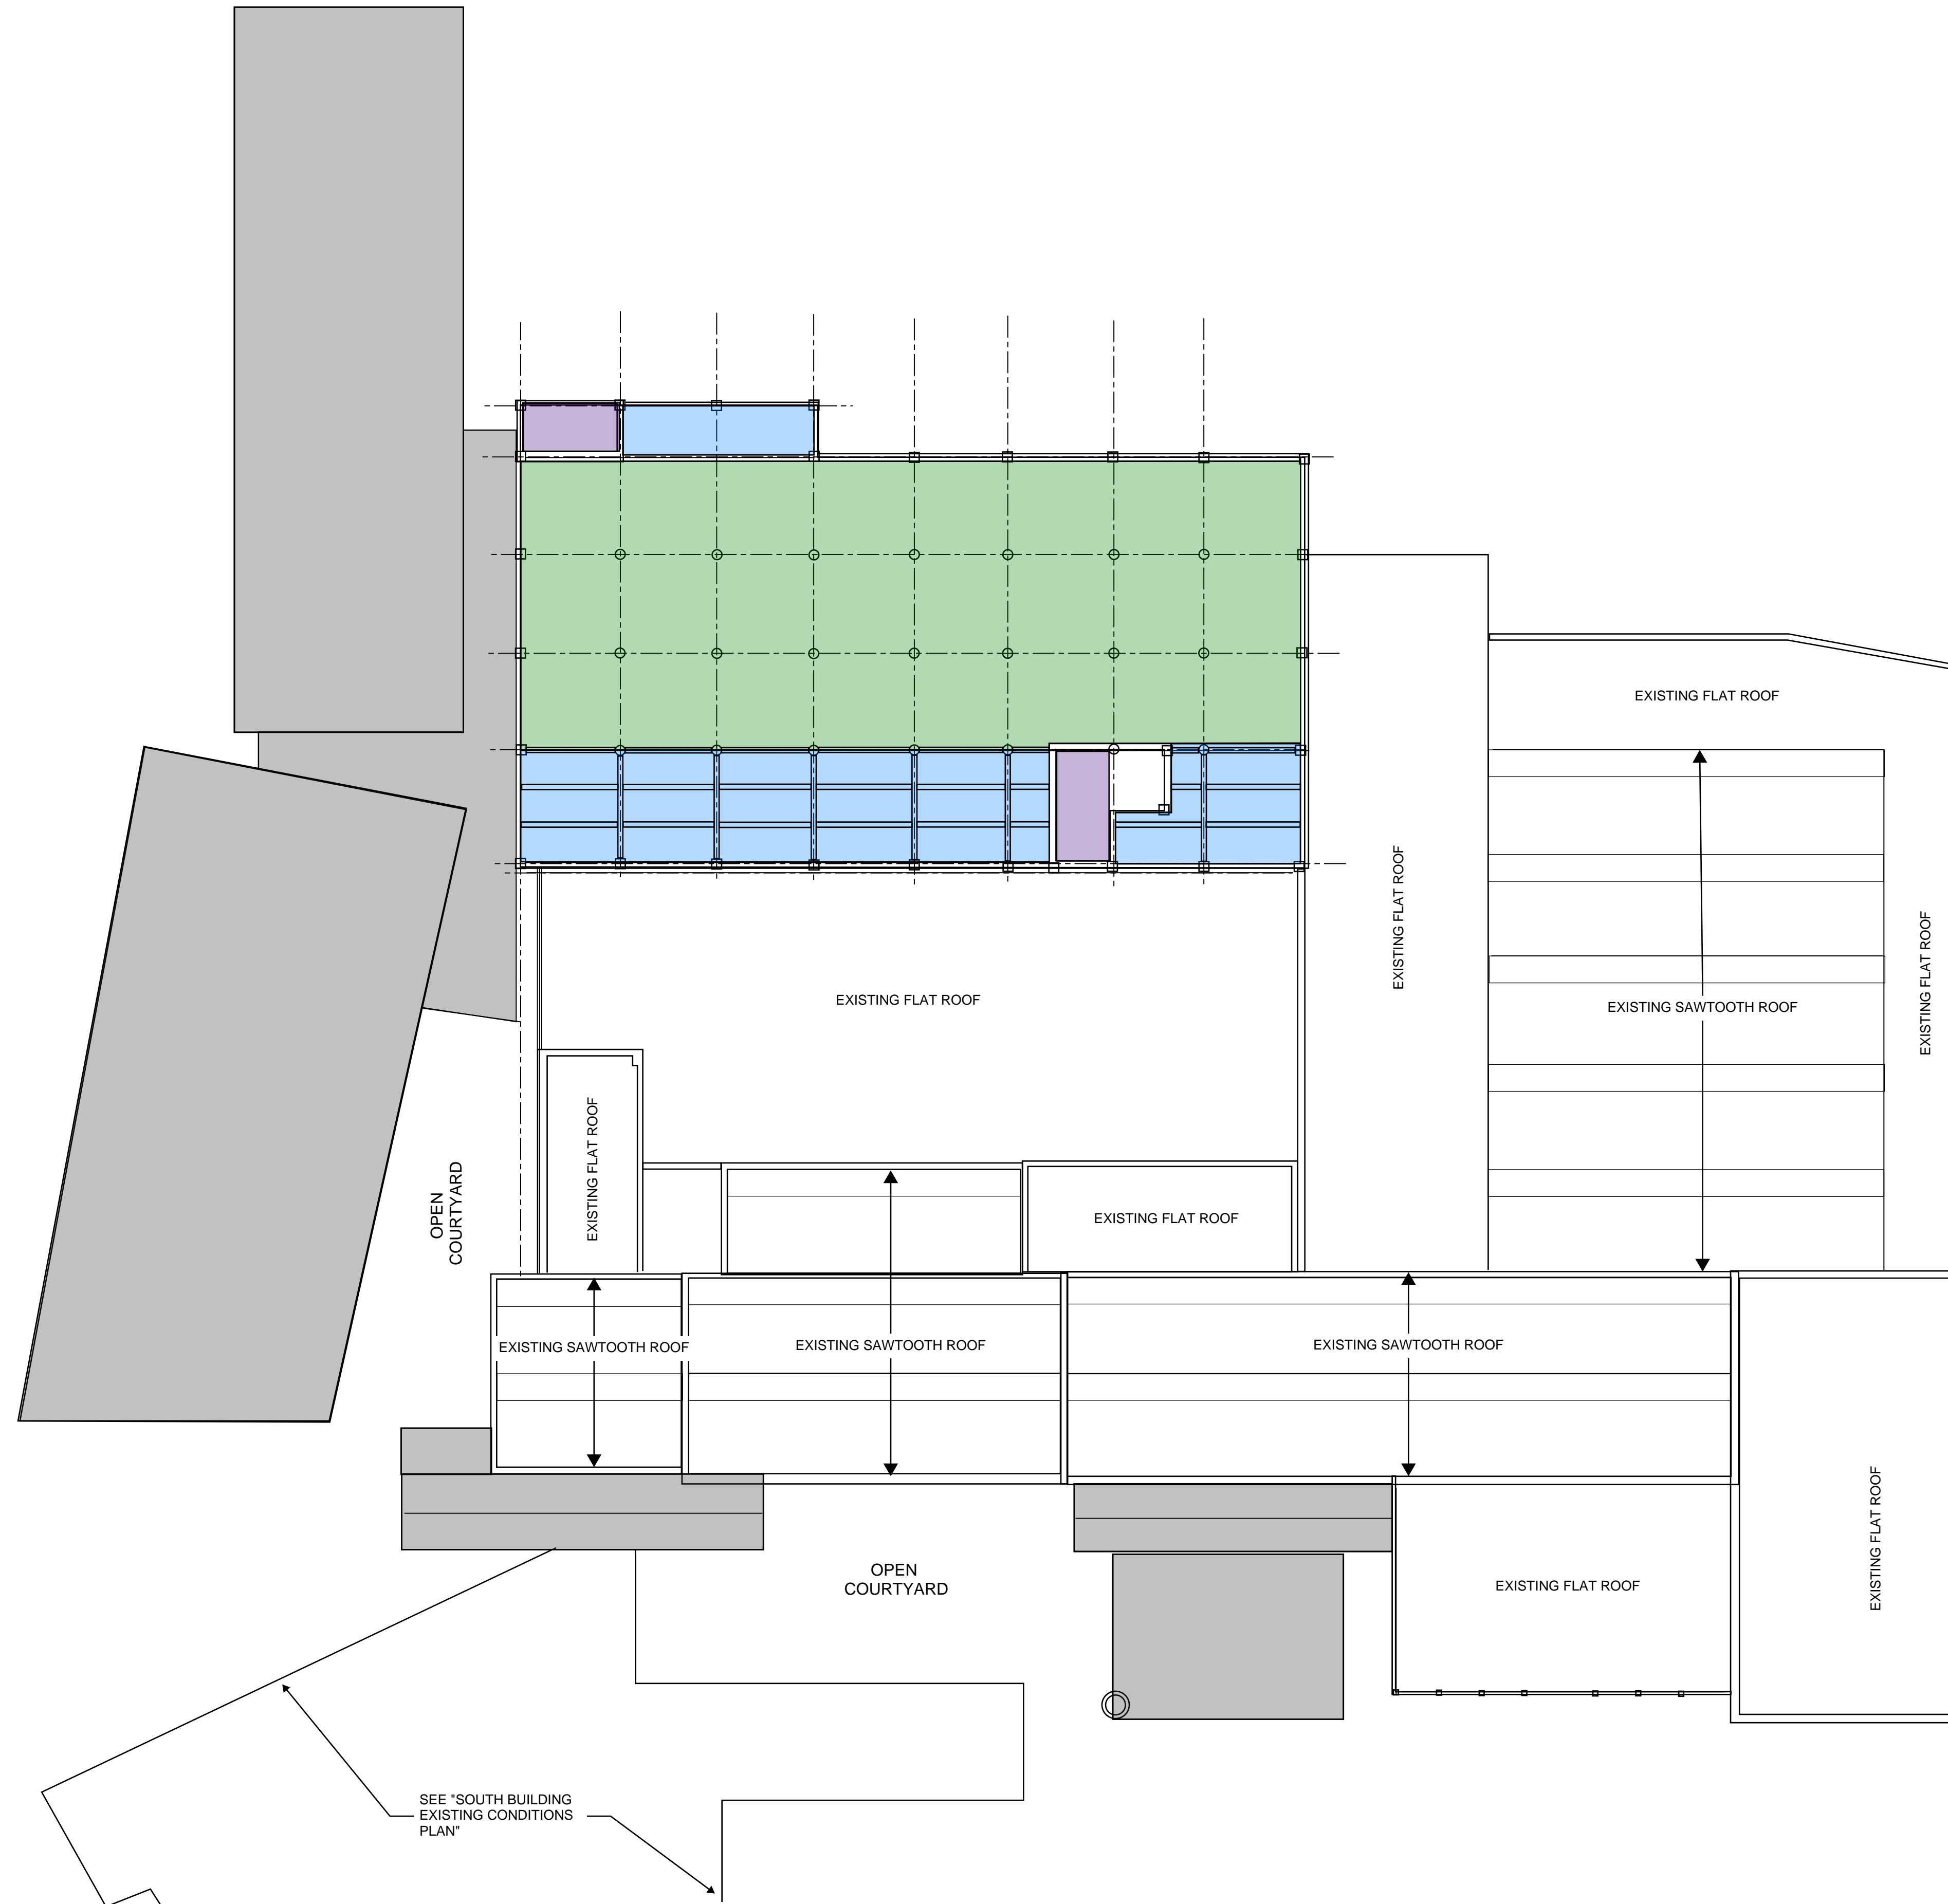 EXISTING FLAT ROOF
EXISTING FLAT ROOF
EXISTING FLAT ROOF
EXISTING FLAT ROOF
EXISTING SAWTOOTH ROOF
EXISTING FLAT ROOF
OPEN
COURTYARD
EXISTING FLAT ROOF
EXISTING SAWTOOTH ROOF
EXISTING SAWTOOTH ROOF
EXISTING SAWTOOTH ROOF
EXISTING FLAT ROOF
OPEN
COURTYARD
EXISTING FLAT ROOF
SEE "SOUTH BUILDING
EXISTING CONDITIONS
PLAN"